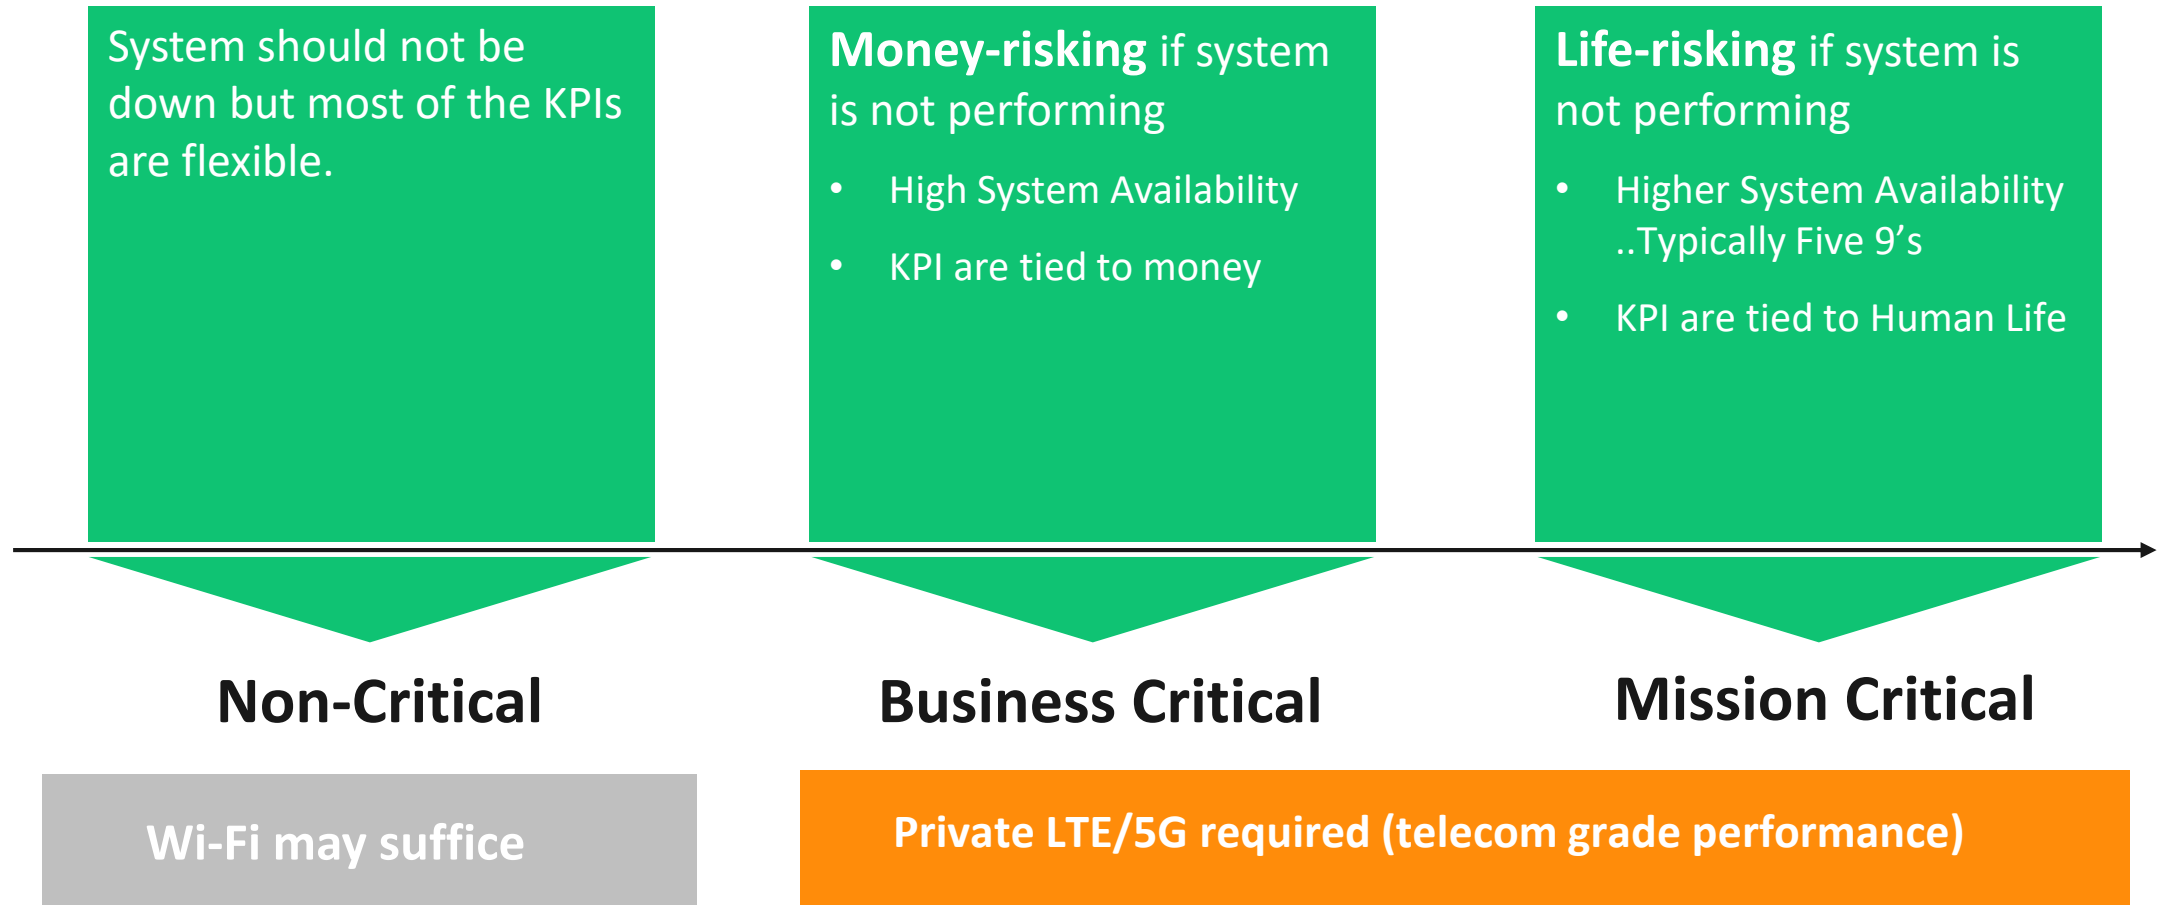 System should not be
down but most of the KPIs
are flexible.
Money-risking if system
is not performing
• High System Availability
• KPI are tied to money
Life-risking if system is
not performing
• Higher System Availability
..Typically Five 9’s
• KPI are tied to Human Life
Non-Critical
Business Critical
Mission Critical
Wi-Fi may suffice
Private LTE/5G required (telecom grade performance)